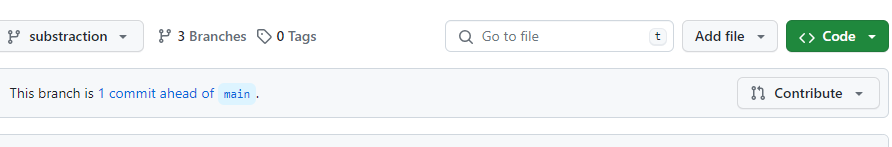 substraction 3 Branches 0 Tags Go to file t Add file <> Code
This branch is 1 commit ahead of main. Contribute